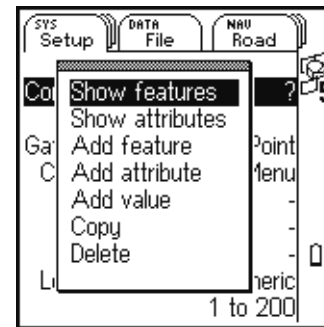 SYS DATA NAV
Setup File Road
Co ?
Show features
Show attributes
Ga Add feature Point
C Add attribute Menu
Add value -
Copy -
Delete -
L neric
1 to 200